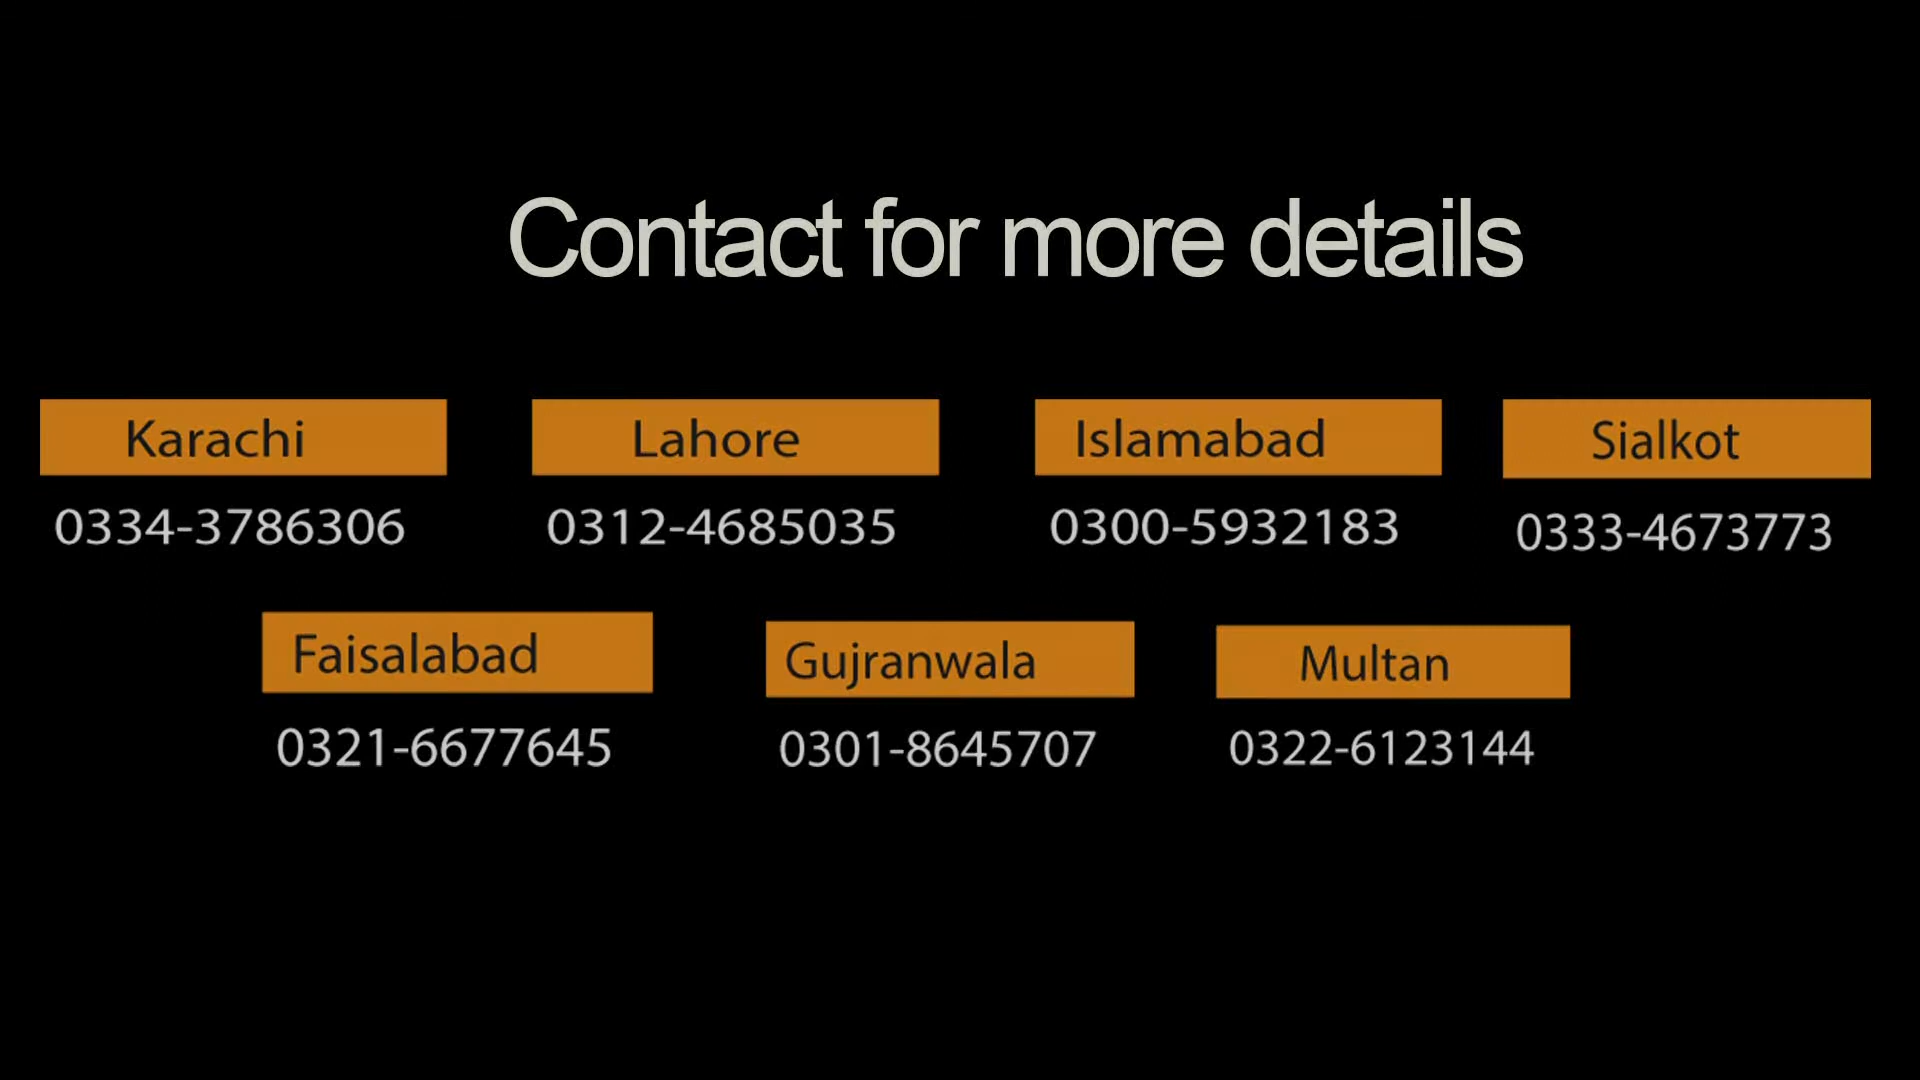 Contact for more details
Karachi Lahore Islamabad Sialkot
0334-3786306 0312-4685035 0300-5932183 0333-4673773
Faisalabad Gujranwala Multan
0321-6677645 0301-8645707 0322-6123144